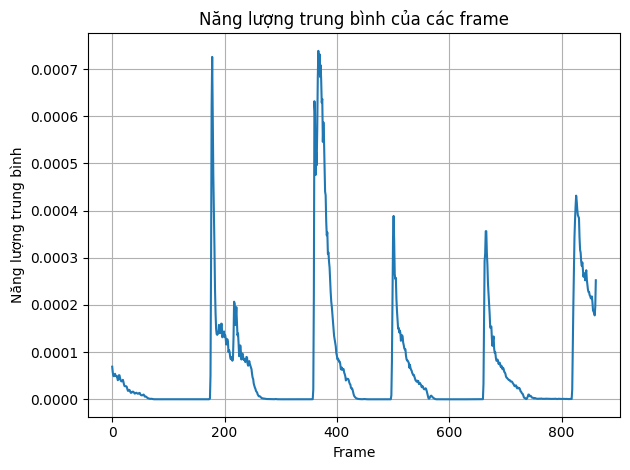 Năng lượng trung bình của các frame
Năng lượng trung bình
0.0007
0.0006
0.0005
0.0004
0.0003
0.0002
0.0001
0.0000
0 200 400 600 800
Frame